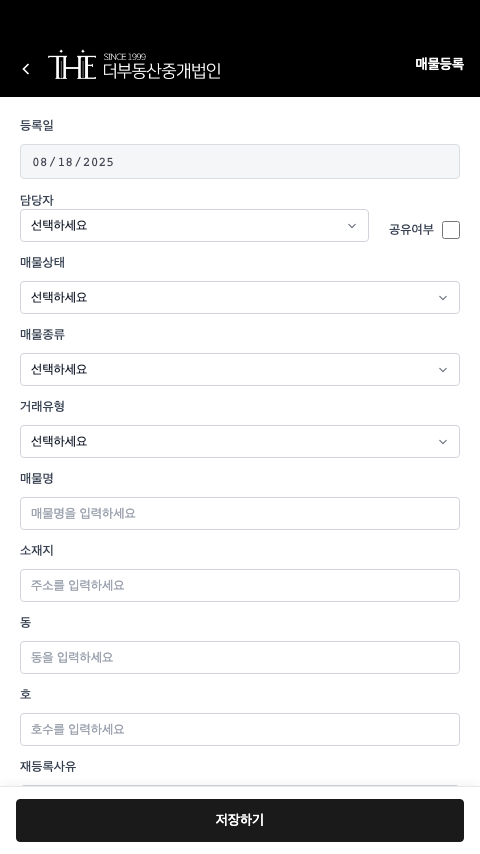 THE SINCE 1999
더부동산중개법인
매물등록
등록일
08/18/2025
담당자
선택하세요
공유여부
매물상태
선택하세요
매물종류
선택하세요
거래유형
선택하세요
매물명
매물명을 입력하세요
소재지
주소를 입력하세요
동
동을 입력하세요
호
호수를 입력하세요
재등록사유
저장하기